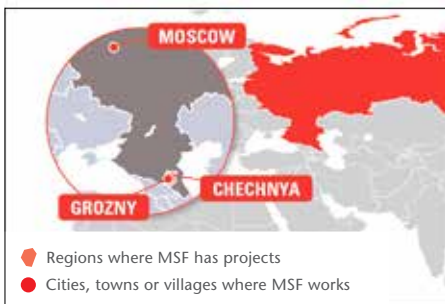 MOSCOW
CHECHNYA
GROZNY
Regions where MSF has projects
Cities, towns or villages where MSF works